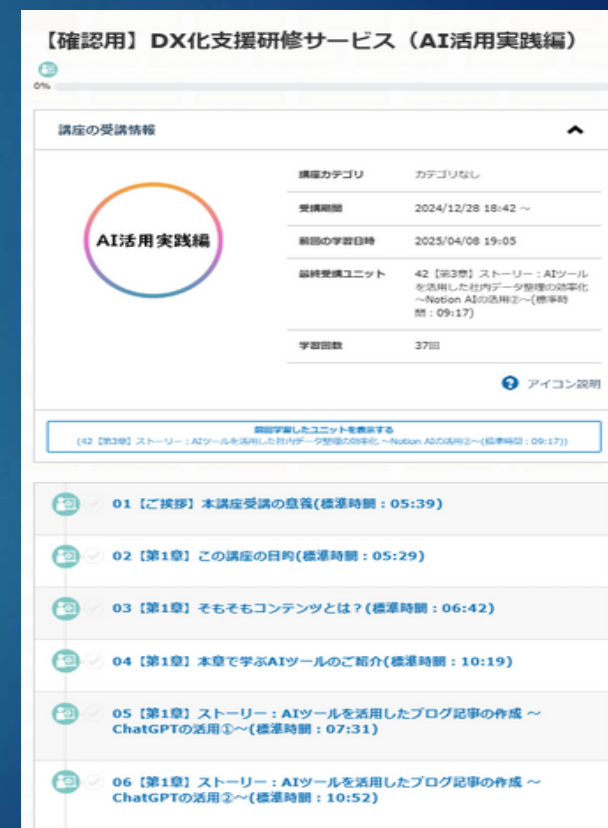 【確認用】DX化支援研修サービス（AI活用実践編）
0%
講座の受講情報
AI活用実践編
講座カテゴリ
カテゴリなし
受講期間
2024/12/28 18:42 ～
前回の学習日時
2025/04/08 19:05
最終受講ユニット
42【第3章】ストーリー：AIツール
を活用した社内データ整理の効率化
～Notion AIの活用②～(標準時
間：09:17)
学習回数
37回
アイコン説明
前回学習したユニットを表示する
(42【第3章】ストーリー：AIツールを活用した社内データ整理の効率化 ～Notion AIの活用②～(標準時間：09:17))
01【ご挨拶】本講座受講の意義(標準時間：05:39)
02【第1章】この講座の目的(標準時間：05:29)
03【第1章】そもそもコンテンツとは？(標準時間：06:42)
04【第1章】本章で学ぶAIツールのご紹介(標準時間：10:19)
05【第1章】ストーリー：AIツールを活用したブログ記事の作成 ～
ChatGPTの活用①～(標準時間：07:31)
06【第1章】ストーリー：AIツールを活用したブログ記事の作成 ～
ChatGPTの活用②～(標準時間：10:52)